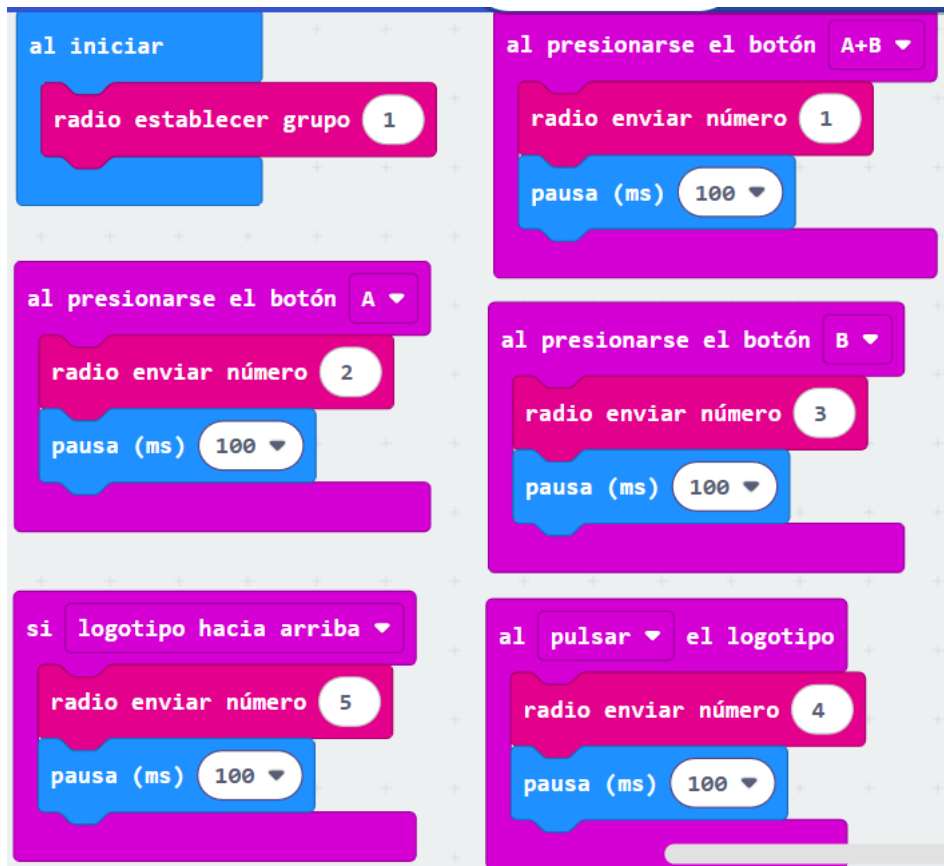 al iniciar
radio establecer grupo 1
al presionarse el botón A+B
radio enviar número 1
pausa (ms) 100
al presionarse el botón A
radio enviar número 2
pausa (ms) 100
al presionarse el botón B
radio enviar número 3
pausa (ms) 100
si logotipo hacia arriba
radio enviar número 5
pausa (ms) 100
al pulsar el logotipo
radio enviar número 4
pausa (ms) 100